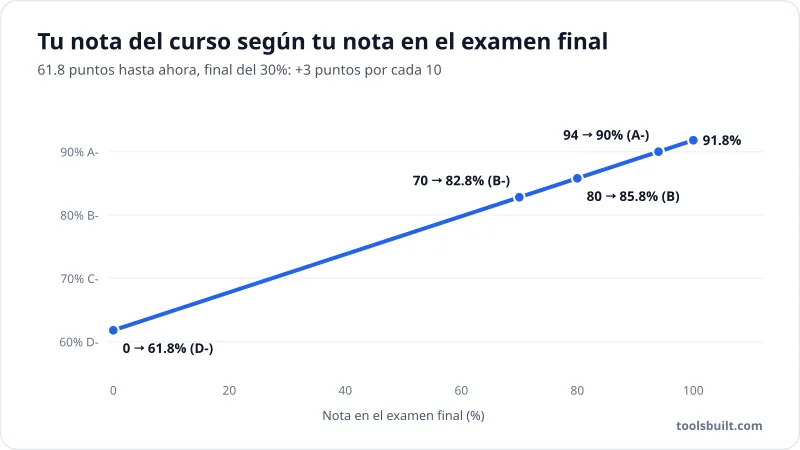 Tu nota del curso según tu nota en el examen final
61.8 puntos hasta ahora, final del 30%: +3 puntos por cada 10
94 → 90% (A-)
91.8%
90% A-
70 → 82.8% (B-)
80 → 85.8% (B)
80% B-
70% C-
60% D-
0 → 61.8% (D-)
0 20 40 60 80 100
Nota en el examen final (%)
toolsbuilt.com